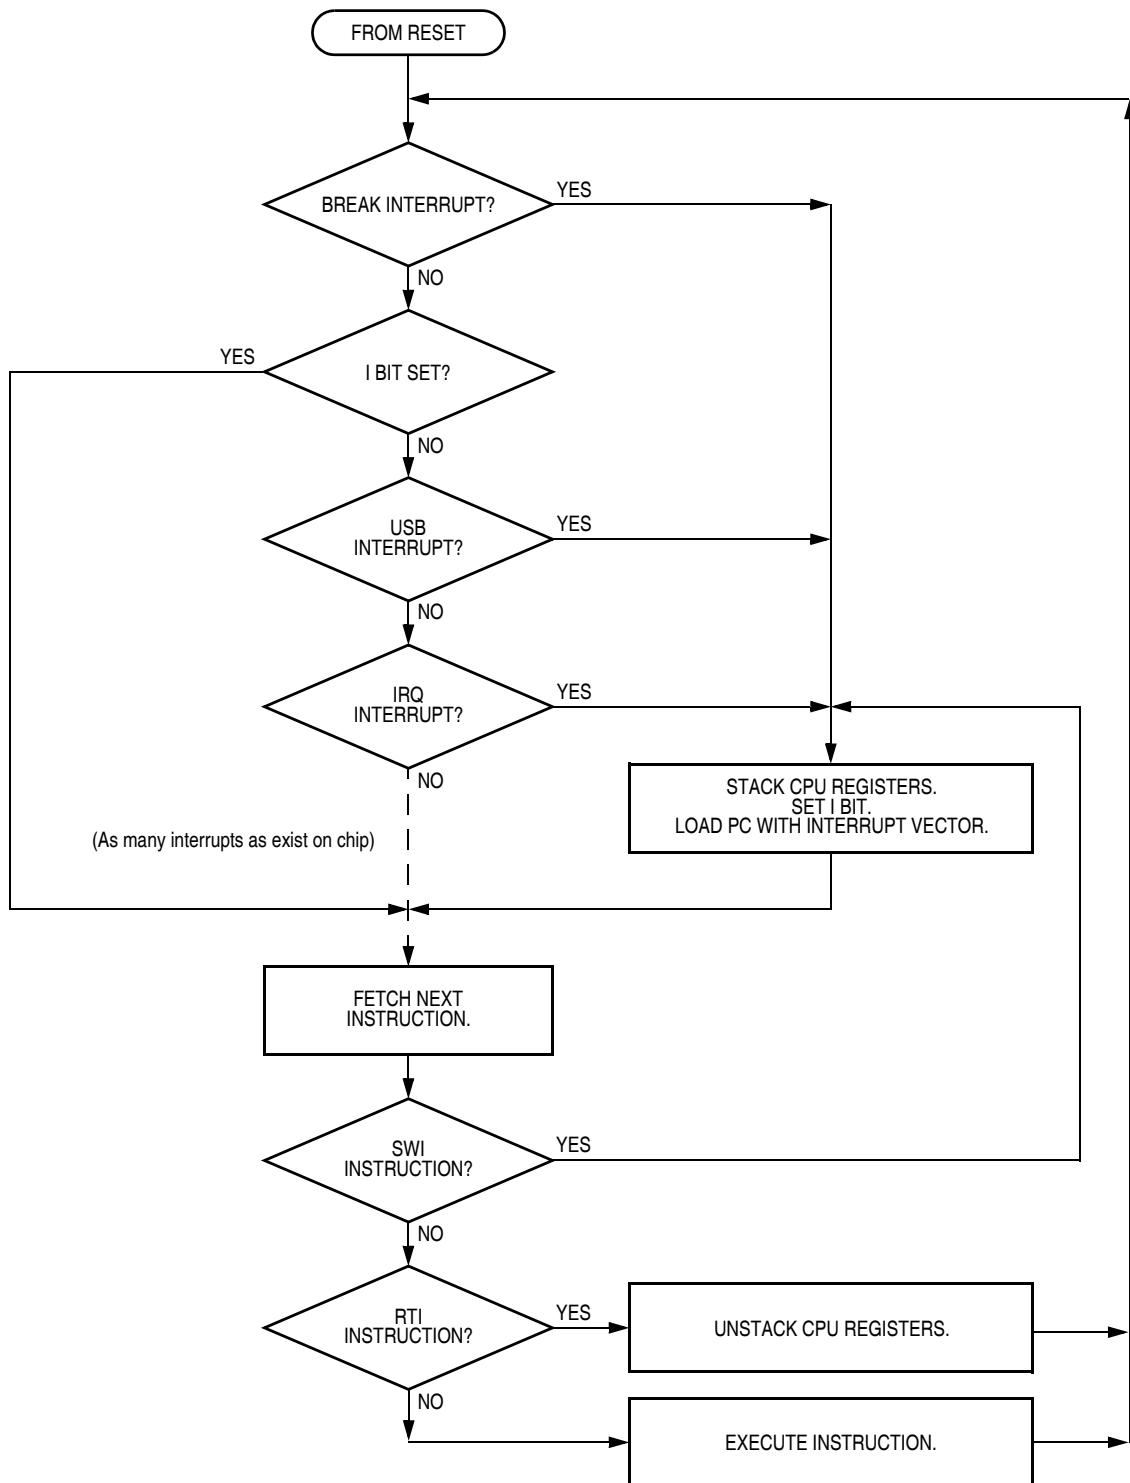 FROM RESET
BREAK INTERRUPT?
YES
NO
YES
I BIT SET?
NO
USB
INTERRUPT?
YES
NO
IRQ
INTERRUPT?
YES
NO
STACK CPU REGISTERS.
SET I BIT.
LOAD PC WITH INTERRUPT VECTOR.
(As many interrupts as exist on chip)
FETCH NEXT
INSTRUCTION.
SWI
INSTRUCTION?
YES
NO
RTI
INSTRUCTION?
YES
UNSTACK CPU REGISTERS.
NO
EXECUTE INSTRUCTION.